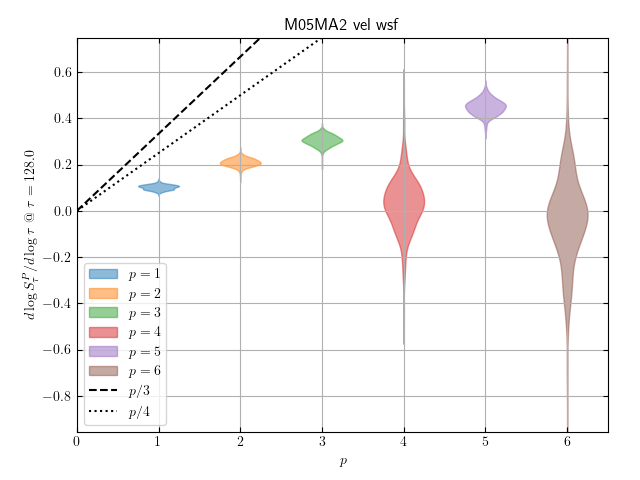 M05MA2 vel wsf
d log S_τ^P / d log τ @ τ = 128.0
0.6
0.4
0.2
0.0
−0.2
−0.4
−0.6
−0.8
p = 1
p = 2
p = 3
p = 4
p = 5
p = 6
p/3
p/4
0 1 2 3 4 5 6
p